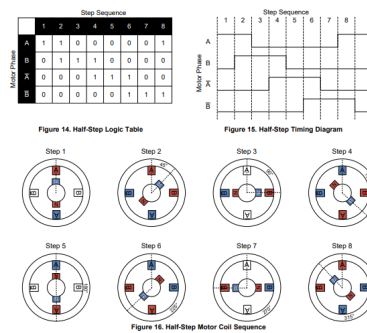 Step Sequence
1 2 3 4 5 6 7 8
Motor Phase
A 1 1 0 0 0 0 0 1
B 0 1 1 1 0 0 0 0
A̅ 0 0 0 1 1 1 0 0
B̅ 0 0 0 0 0 1 1 1
Figure 14. Half-Step Logic Table
Step Sequence
1 2 3 4 5 6 7 8
Motor Phase
A
B
A̅
B̅
Figure 15. Half-Step Timing Diagram
Step 1 Step 2 Step 3 Step 4
Step 5 Step 6 Step 7 Step 8
Figure 16. Half-Step Motor Coil Sequence